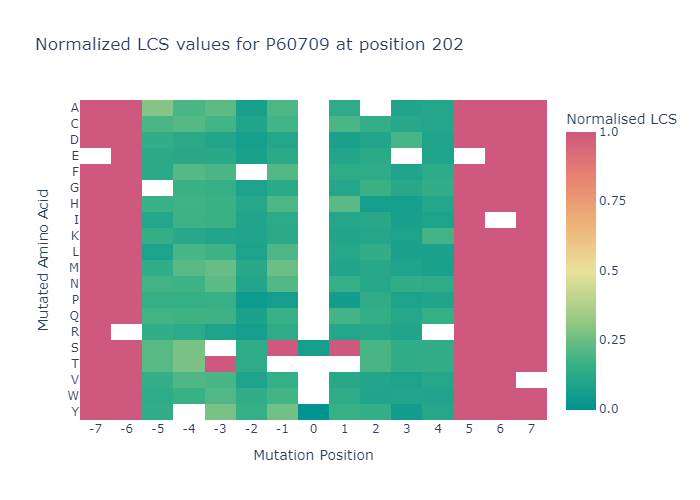 Normalized LCS values for P60709 at position 202
Normalised LCS
Mutated Amino Acid
A
C
D
E
F
G
H
I
K
L
M
N
P
Q
R
S
T
V
W
Y
1.0
0.75
0.5
0.25
0.0
-7 -6 -5 -4 -3 -2 -1 0 1 2 3 4 5 6 7
Mutation Position